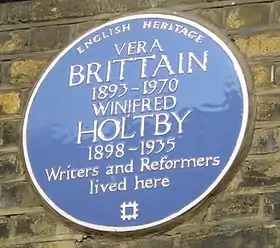 ENGLISH HERITAGE
VERA
BRITTAIN
1893-1970
WINIFRED
HOLTBY
1898-1935
Writers and Reformers
lived here